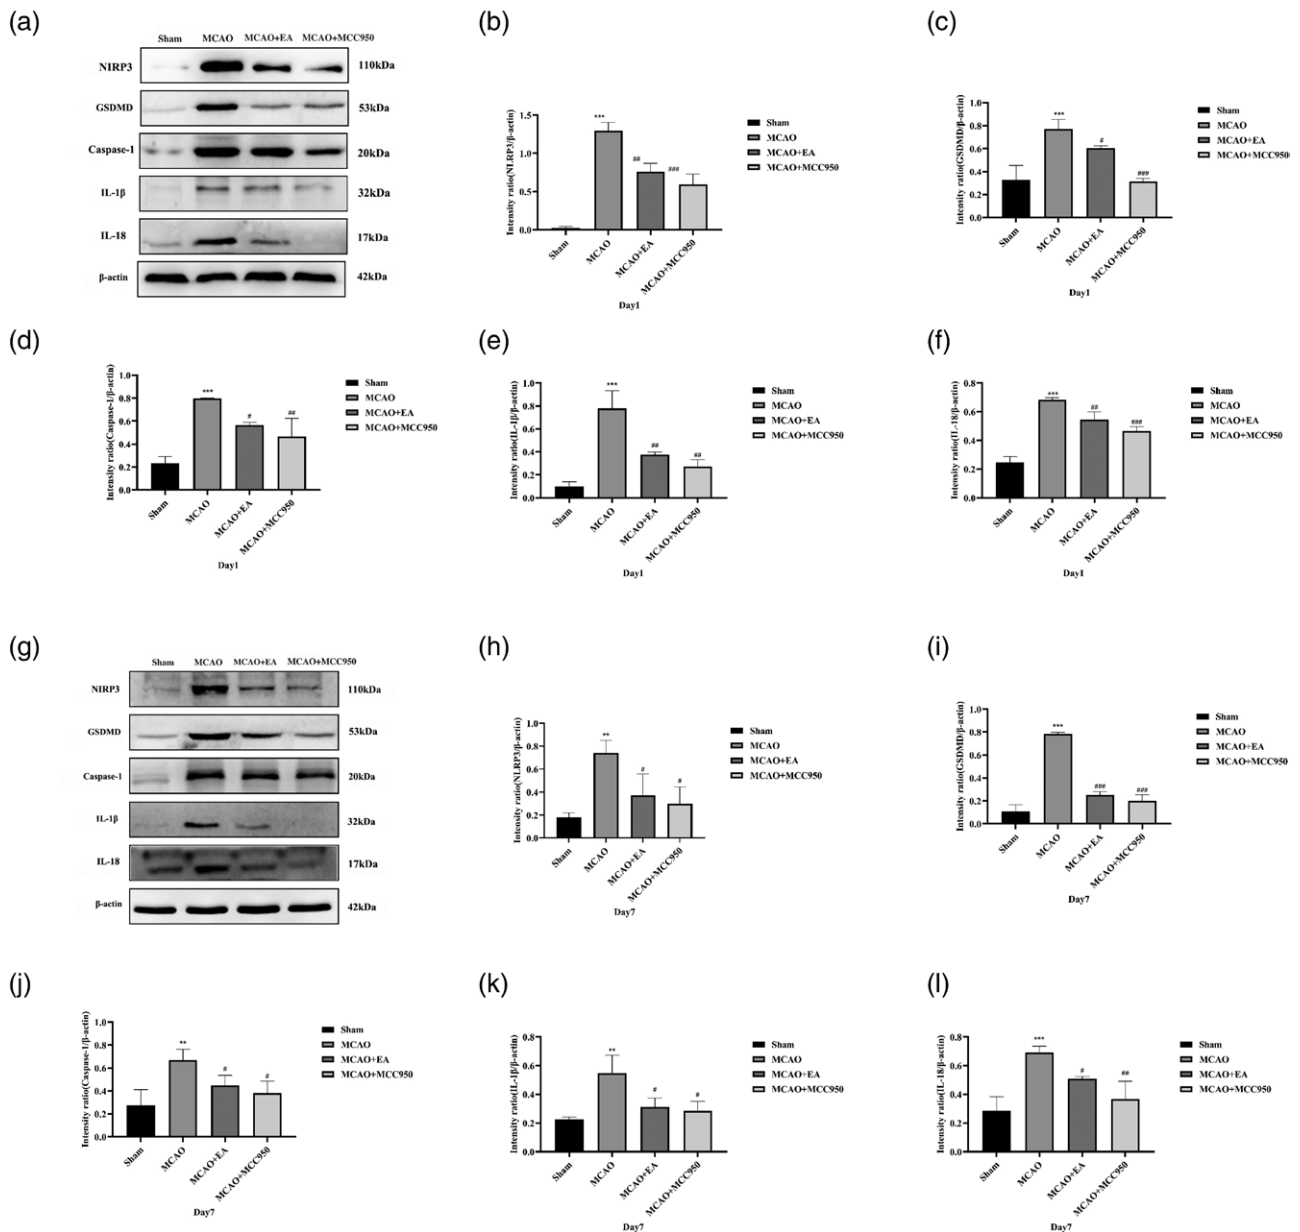 (a)
Sham MCAO MCAO+EA MCAO+MCC950
NIRP3 110kDa
GSDMD 53kDa
Caspase-1 20kDa
IL-1β 32kDa
IL-18 17kDa
β-actin 42kDa
(b)
Intensity ratio(NLRP3/β-actin)
1.5
1.0
0.5
0.0
***
##
###
Sham
MCAO
MCAO+EA
MCAO+MCC950
Day1
Sham
MCAO
MCAO+EA
MCAO+MCC950
(c)
Intensity ratio(GSDMD/β-actin)
1.0
0.8
0.6
0.4
0.2
0.0
***
#
###
Sham
MCAO
MCAO+EA
MCAO+MCC950
Day1
Sham
MCAO
MCAO+EA
MCAO+MCC950
(d)
Intensity ratio(Caspase-1/β-actin)
1.0
0.8
0.6
0.4
0.2
0.0
***
#
##
Sham
MCAO
MCAO+EA
MCAO+MCC950
Day1
Sham
MCAO
MCAO+EA
MCAO+MCC950
(e)
Intensity ratio(IL-1β/β-actin)
1.0
0.8
0.6
0.4
0.2
0.0
***
##
##
Sham
MCAO
MCAO+EA
MCAO+MCC950
Day1
Sham
MCAO
MCAO+EA
MCAO+MCC950
(f)
Intensity ratio(IL-18/β-actin)
0.8
0.6
0.4
0.2
0.0
***
##
###
Sham
MCAO
MCAO+EA
MCAO+MCC950
Day1
Sham
MCAO
MCAO+EA
MCAO+MCC950
(g)
Sham MCAO MCAO+EA MCAO+MCC950
NIRP3 110kDa
GSDMD 53kDa
Caspase-1 20kDa
IL-1β 32kDa
IL-18 17kDa
β-actin 42kDa
(h)
Intensity ratio(NLRP3/β-actin)
1.0
0.8
0.6
0.4
0.2
0.0
**
#
#
Sham
MCAO
MCAO+EA
MCAO+MCC950
Day7
Sham
MCAO
MCAO+EA
MCAO+MCC950
(i)
Intensity ratio(GSDMD/β-actin)
1.0
0.8
0.6
0.4
0.2
0.0
***
###
###
Sham
MCAO
MCAO+EA
MCAO+MCC950
Day7
Sham
MCAO
MCAO+EA
MCAO+MCC950
(j)
Intensity ratio(Caspase-1/β-actin)
1.0
0.8
0.6
0.4
0.2
0.0
**
#
#
Sham
MCAO
MCAO+EA
MCAO+MCC950
Day7
Sham
MCAO
MCAO+EA
MCAO+MCC950
(k)
Intensity ratio(IL-1β/β-actin)
0.8
0.6
0.4
0.2
0.0
**
#
#
Sham
MCAO
MCAO+EA
MCAO+MCC950
Day7
Sham
MCAO
MCAO+EA
MCAO+MCC950
(l)
Intensity ratio(IL-18/β-actin)
0.8
0.6
0.4
0.2
0.0
***
#
##
Sham
MCAO
MCAO+EA
MCAO+MCC950
Day7
Sham
MCAO
MCAO+EA
MCAO+MCC950